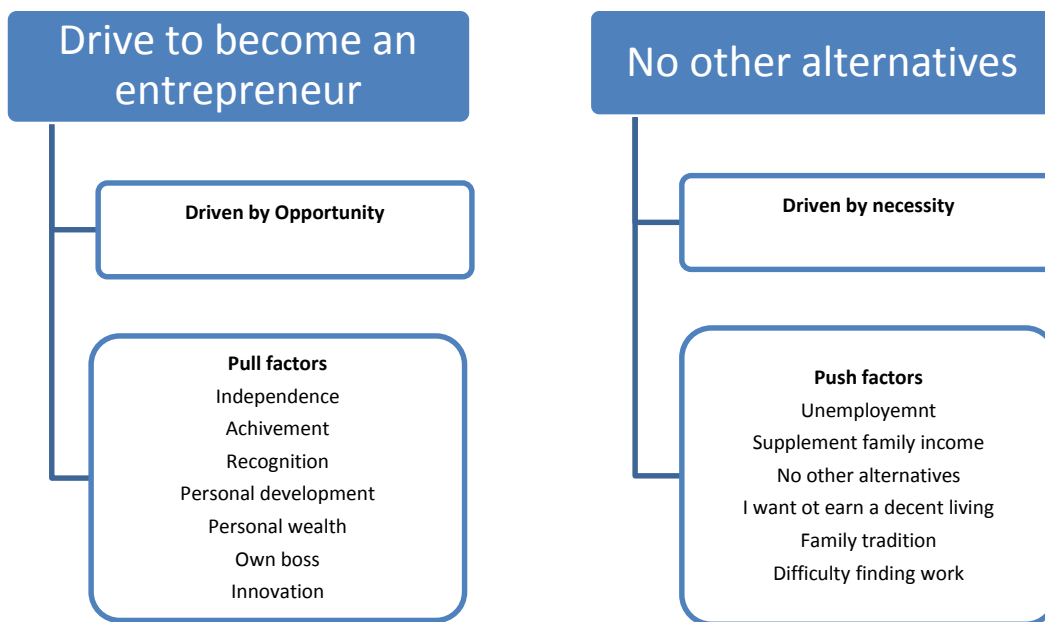 Drive to become an
entrepreneur
Driven by Opportunity
Pull factors
Independence
Achivement
Recognition
Personal development
Personal wealth
Own boss
Innovation
No other alternatives
Driven by necessity
Push factors
Unemployemnt
Supplement family income
No other alternatives
I want ot earn a decent living
Family tradition
Difficulty finding work